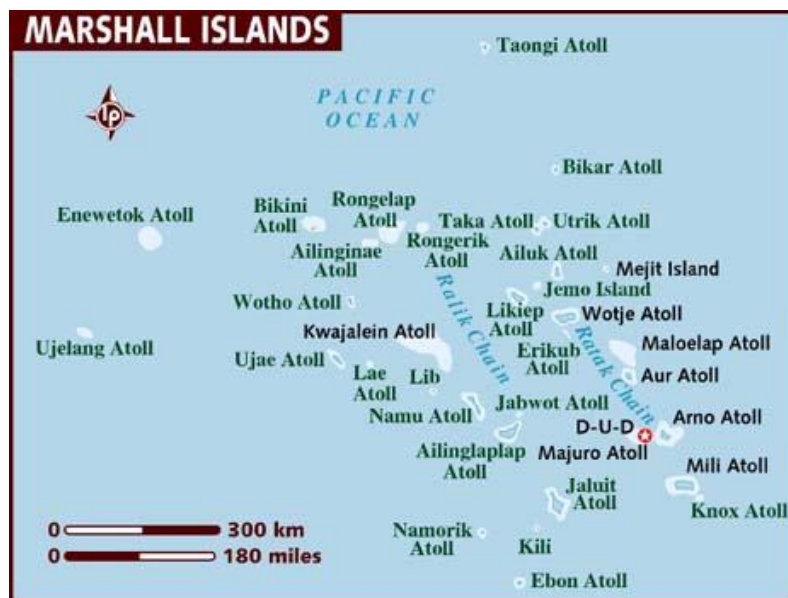 MARSHALL ISLANDS
Taongi Atoll
PACIFIC
OCEAN
lp
Bikar Atoll
Enewetok Atoll
Bikini
Atoll
Rongelap
Atoll
Taka Atoll
Utrik Atoll
Ailinginae
Atoll
Rongerik
Atoll
Ailuk Atoll
Mejit Island
Jemo Island
Wotho Atoll
Ralik Chain
Likiep
Atoll
Wotje Atoll
Ujelang Atoll
Kwajalein Atoll
Ujae Atoll
Erikub
Atoll
Ratak Chain
Maloelap Atoll
Lae
Atoll
Lib
Aur Atoll
Namu Atoll
Jabwot Atoll
D-U-D
Arno Atoll
Ailinglaplap
Atoll
Majuro Atoll
Mili Atoll
Jaluit
Atoll
Knox Atoll
0
300 km
0
180 miles
Namorik
Atoll
Kili
Ebon Atoll